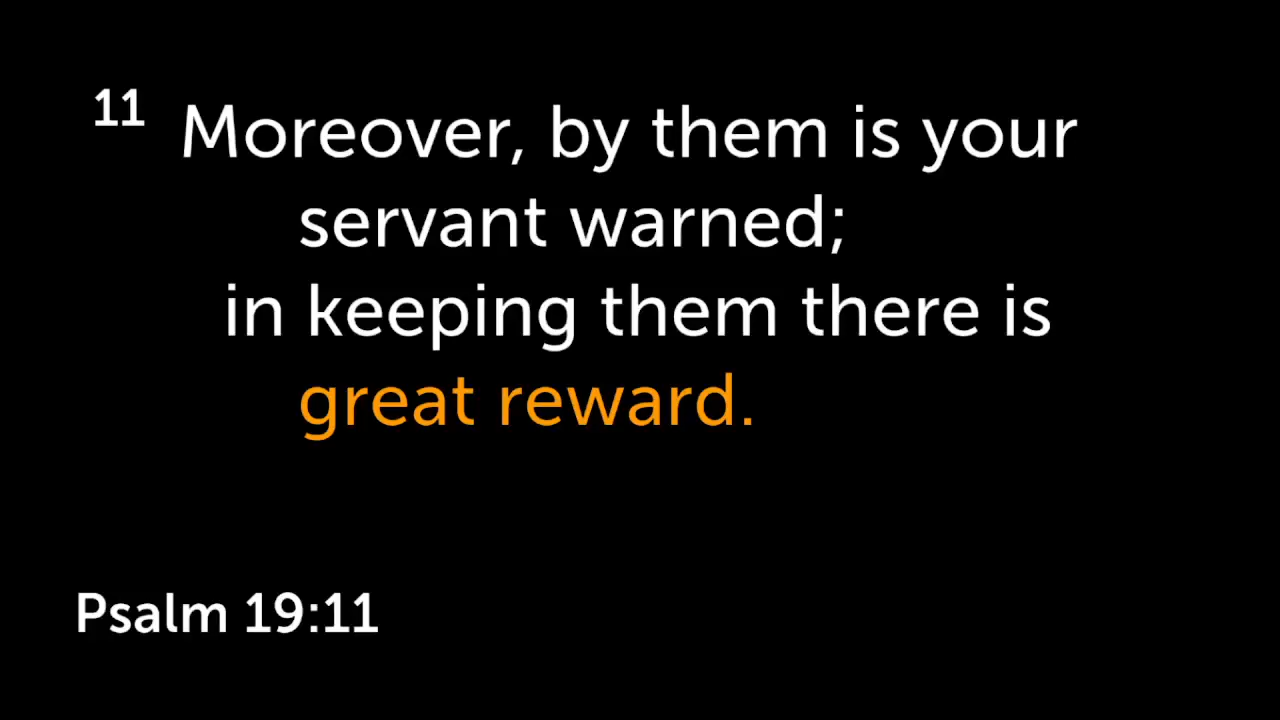 11 Moreover, by them is your
servant warned;
in keeping them there is
great reward.
Psalm 19:11